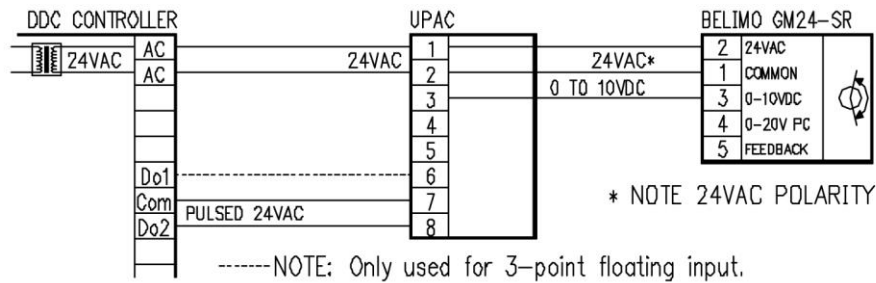 DDC CONTROLLER UPAC BELIMO GM24-SR
AC 1 2 24VAC
24VAC AC 24VAC 2 24VAC* 1 COMMON
3 0 TO 10VDC 3 0-10VDC
4 4 0-20V PC
5 5 FEEDBACK
Do1 6
Com 7 * NOTE 24VAC POLARITY
PULSED 24VAC
Do2 8
------NOTE: Only used for 3-point floating input.